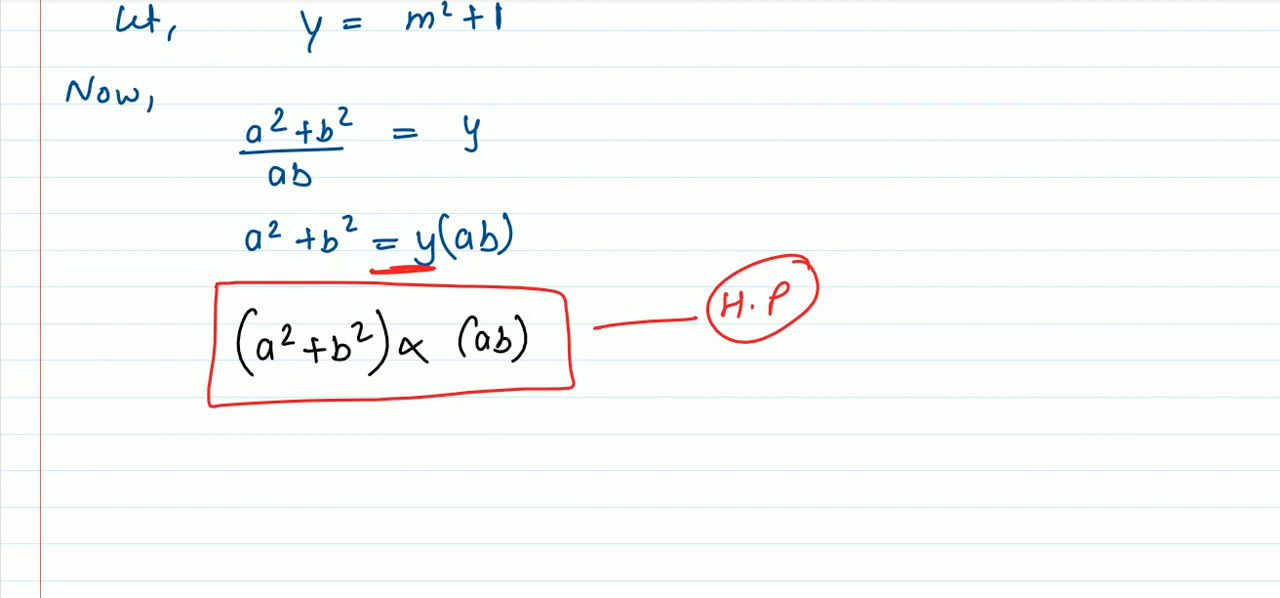 Let, y = m² + 1
Now,
a² + b² / ab = y
a² + b² = y(ab)
(a² + b²) ∝ (ab)
H.P